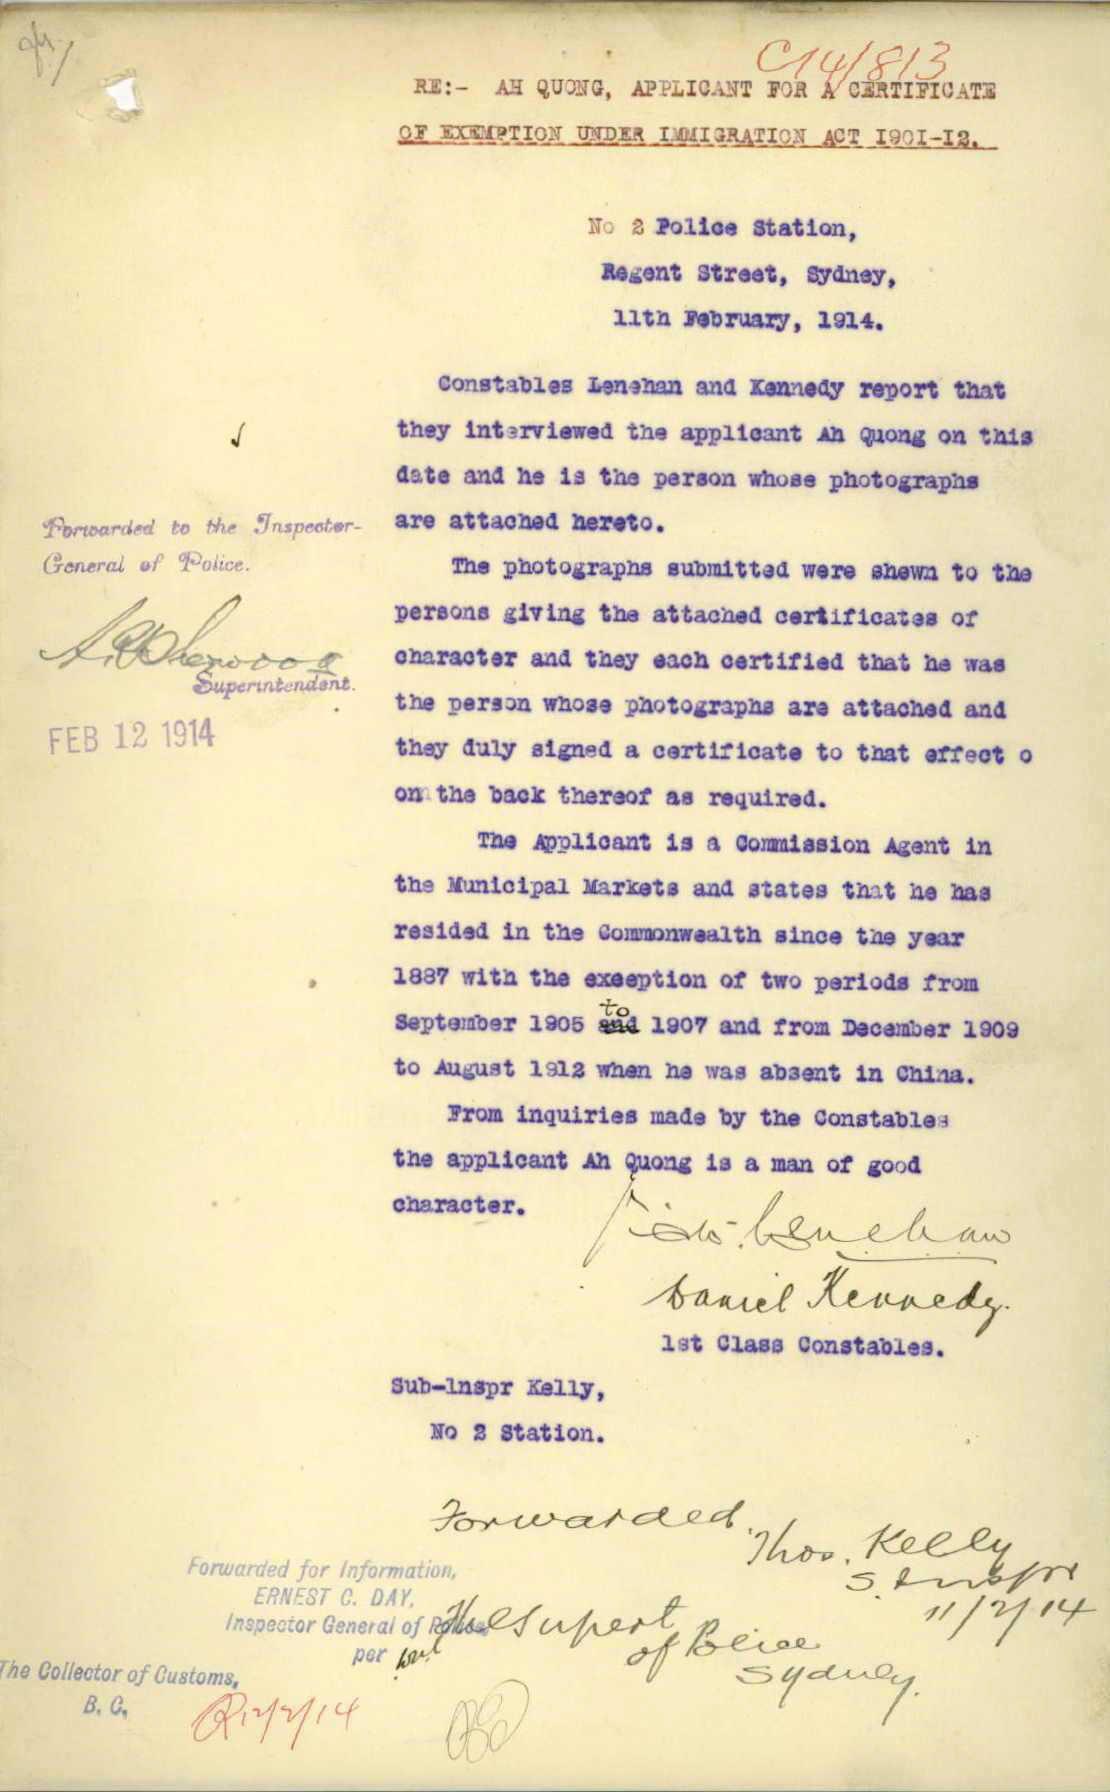 C14/813
RE:- AH QUONG, APPLICANT FOR A CERTIFICATE
OF EXEMPTION UNDER IMMIGRATION ACT I90I-I2.
No 2 Police Station,
Regent Street, Sydney,
11th February, 1914.
Constables Lenehan and Kennedy report that
they interviewed the applicant Ah Quong on this
date and he is the person whose photographs
are attached hereto.
The photographs submitted were shewn to the
persons giving the attached certificates of
character and they each certified that he was
the person whose photographs are attached and
they duly signed a certificate to that effect o
on the back thereof as required.
The Applicant is a Commission Agent in
the Municipal Markets and states that he has
resided in the Commonwealth since the year
1887 with the exeeption of two periods from
to
September 1905 and 1907 and from December 1909
to August 1912 when he was absent in China.
From inquiries made by the Constables
the applicant Ah Quong is a man of good
character.
Lenehan
Daniel Kennedy.
1st Class Constables.
Sub-lnspr Kelly,
No 2 Station.
Forwarded to the Inspector-
General of Police.
Superintendent.
FEB 12 1914
Forwarded.
Thos. Kelly
S. Inspr
11/2/14
The Supert
of Police
Sydney.
Forwarded for Information,
ERNEST C. DAY,
Inspector General of Police
per
The Collector of Customs,
B. C.
12/2/14